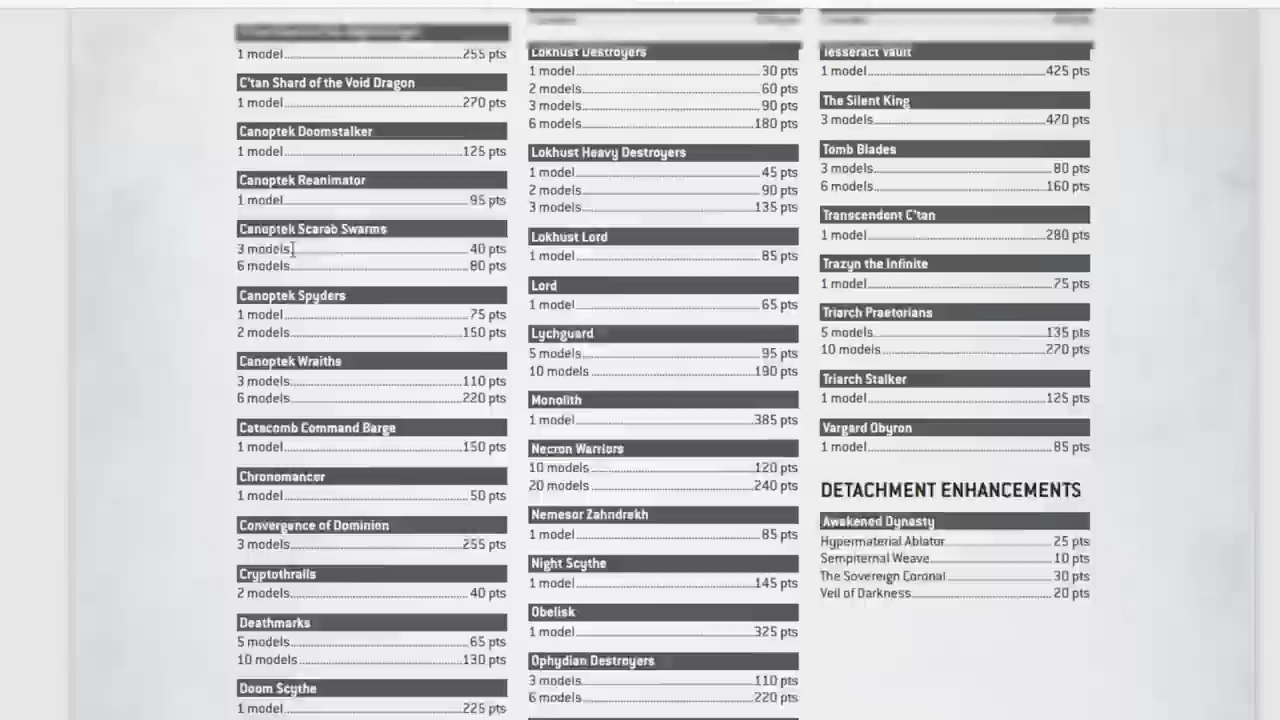 1 model 255 pts
C'tan Shard of the Void Dragon
1 model 270 pts
Canoptek Doomstalker
1 model 125 pts
Canoptek Reanimator
1 model 95 pts
Canoptek Scarab Swarms
3 models 40 pts
6 models 80 pts
Canoptek Spyders
1 model 75 pts
2 models 150 pts
Canoptek Wraiths
3 models 110 pts
6 models 220 pts
Catacomb Command Barge
1 model 150 pts
Chronomancer
1 model 50 pts
Convergence of Dominion
3 models 255 pts
Cryptothralls
2 models 40 pts
Deathmarks
5 models 65 pts
10 models 130 pts
Doom Scythe
1 model 225 pts
Lokhust Destroyers
1 model 30 pts
2 models 60 pts
3 models 90 pts
6 models 180 pts
Lokhust Heavy Destroyers
1 model 45 pts
2 models 90 pts
3 models 135 pts
Lokhust Lord
1 model 85 pts
Lord
1 model 65 pts
Lychguard
5 models 95 pts
10 models 190 pts
Monolith
1 model 385 pts
Necron Warriors
10 models 120 pts
20 models 240 pts
Nemesor Zahndrekh
1 model 85 pts
Night Scythe
1 model 145 pts
Obelisk
1 model 325 pts
Ophydian Destroyers
3 models 110 pts
6 models 220 pts
Tesseract Vault
1 model 425 pts
The Silent King
3 models 420 pts
Tomb Blades
3 models 80 pts
6 models 160 pts
Transcendent C'tan
1 model 280 pts
Trazyn the Infinite
1 model 75 pts
Triarch Praetorians
5 models 135 pts
10 models 270 pts
Triarch Stalker
1 model 125 pts
Vargard Obyron
1 model 85 pts
DETACHMENT ENHANCEMENTS
Awakened Dynasty
Hypermaterial Ablator 25 pts
Sempiternal Weave 10 pts
The Sovereign Coronal 30 pts
Veil of Darkness 20 pts